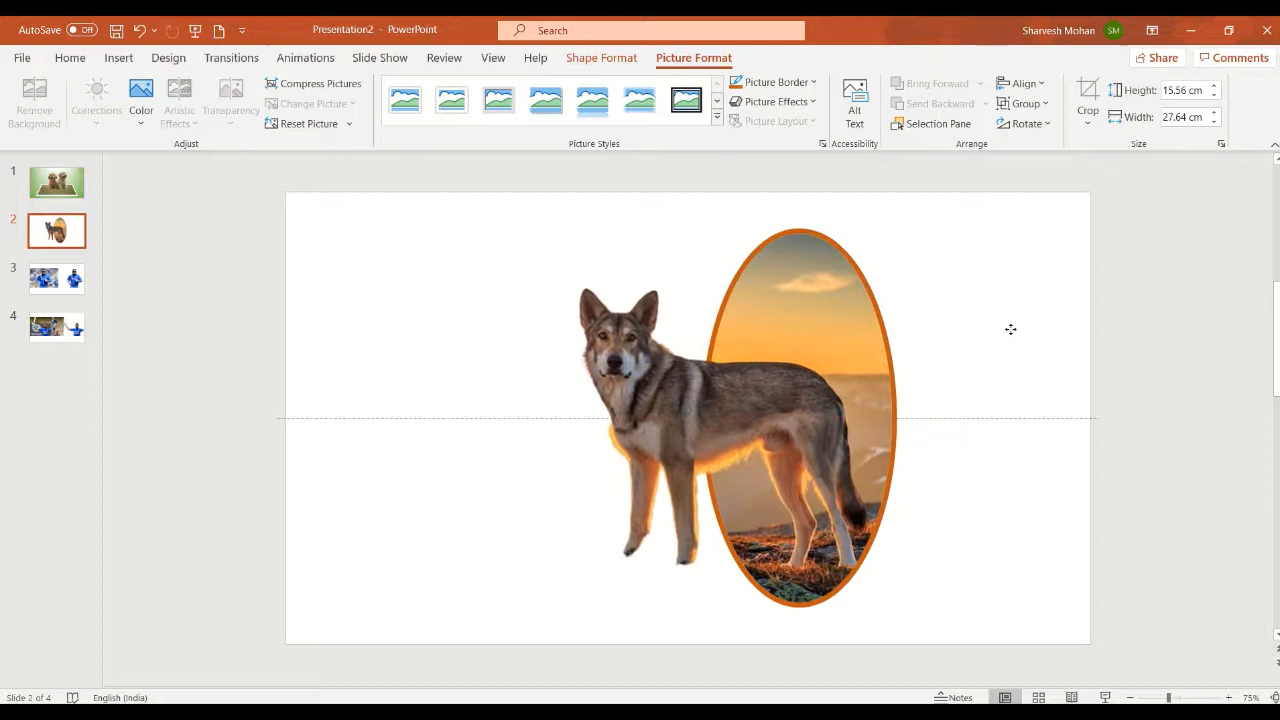 AutoSave Off Presentation2 - PowerPoint Search Sharvesh Mohan SM
File Home Insert Design Transitions Animations Slide Show Review View Help Shape Format Picture Format Share Comments
Remove Background
Corrections
Color
Artistic Effects
Transparency
Compress Pictures
Change Picture
Reset Picture
Adjust
Picture Styles
Picture Border
Picture Effects
Picture Layout
Alt Text
Accessibility
Bring Forward
Send Backward
Selection Pane
Align
Group
Rotate
Arrange
Crop
Height: 15.56 cm
Width: 27.64 cm
Size
1
2
3
4
Slide 2 of 4 English (India) Notes 75%